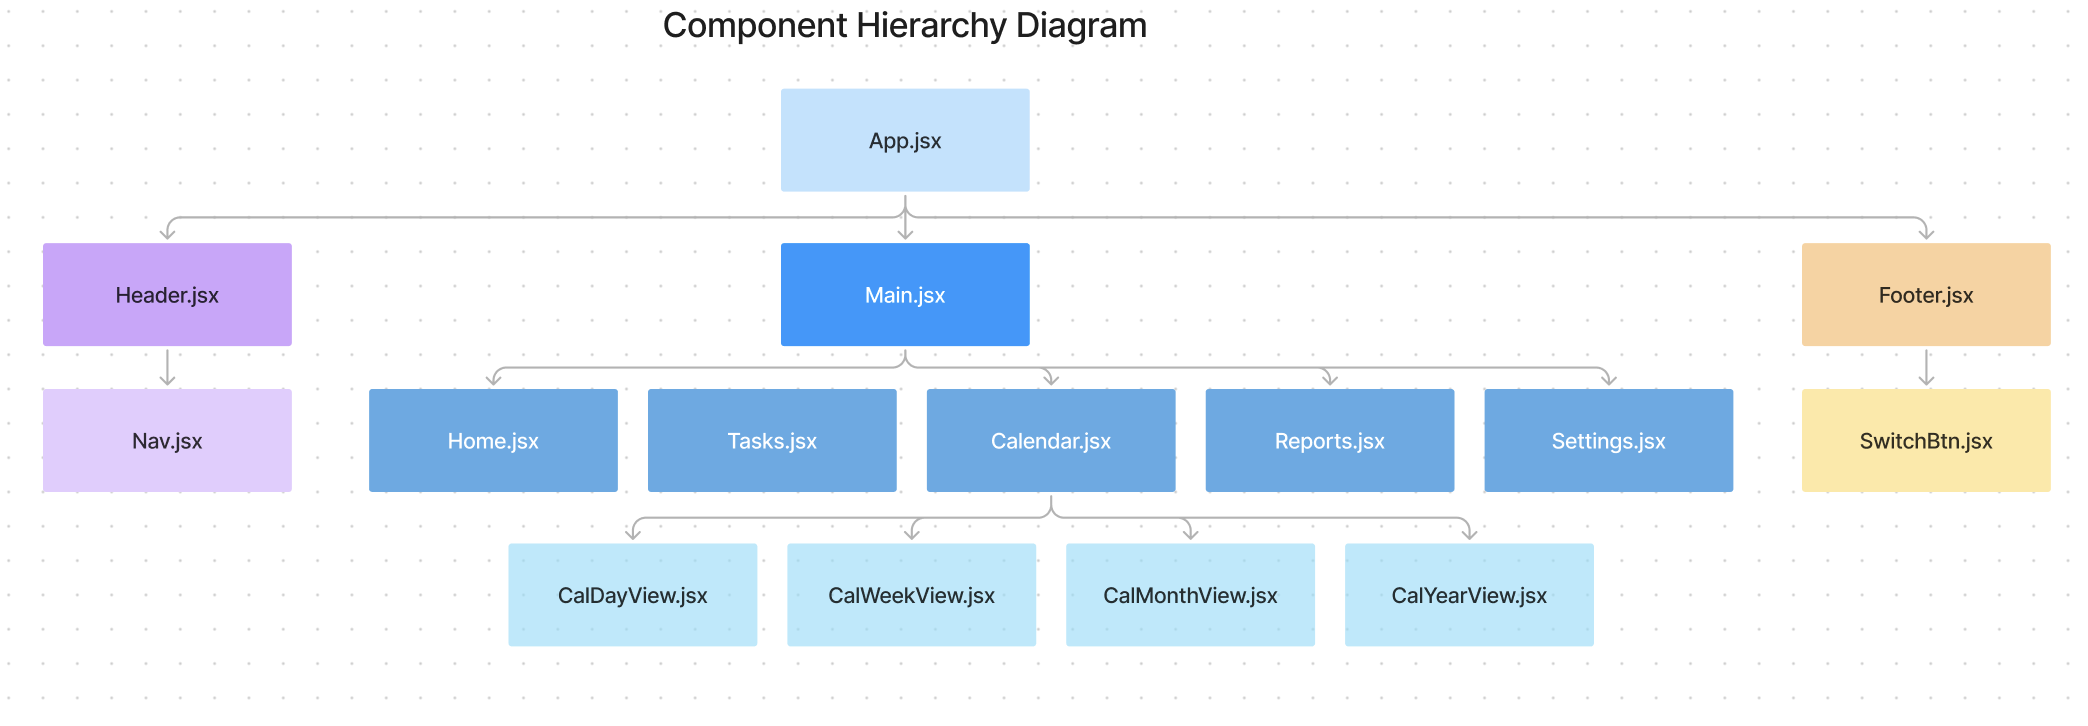 Component Hierarchy Diagram
App.jsx
Header.jsx
Main.jsx
Footer.jsx
Nav.jsx
Home.jsx
Tasks.jsx
Calendar.jsx
Reports.jsx
Settings.jsx
SwitchBtn.jsx
CalDayView.jsx
CalWeekView.jsx
CalMonthView.jsx
CalYearView.jsx